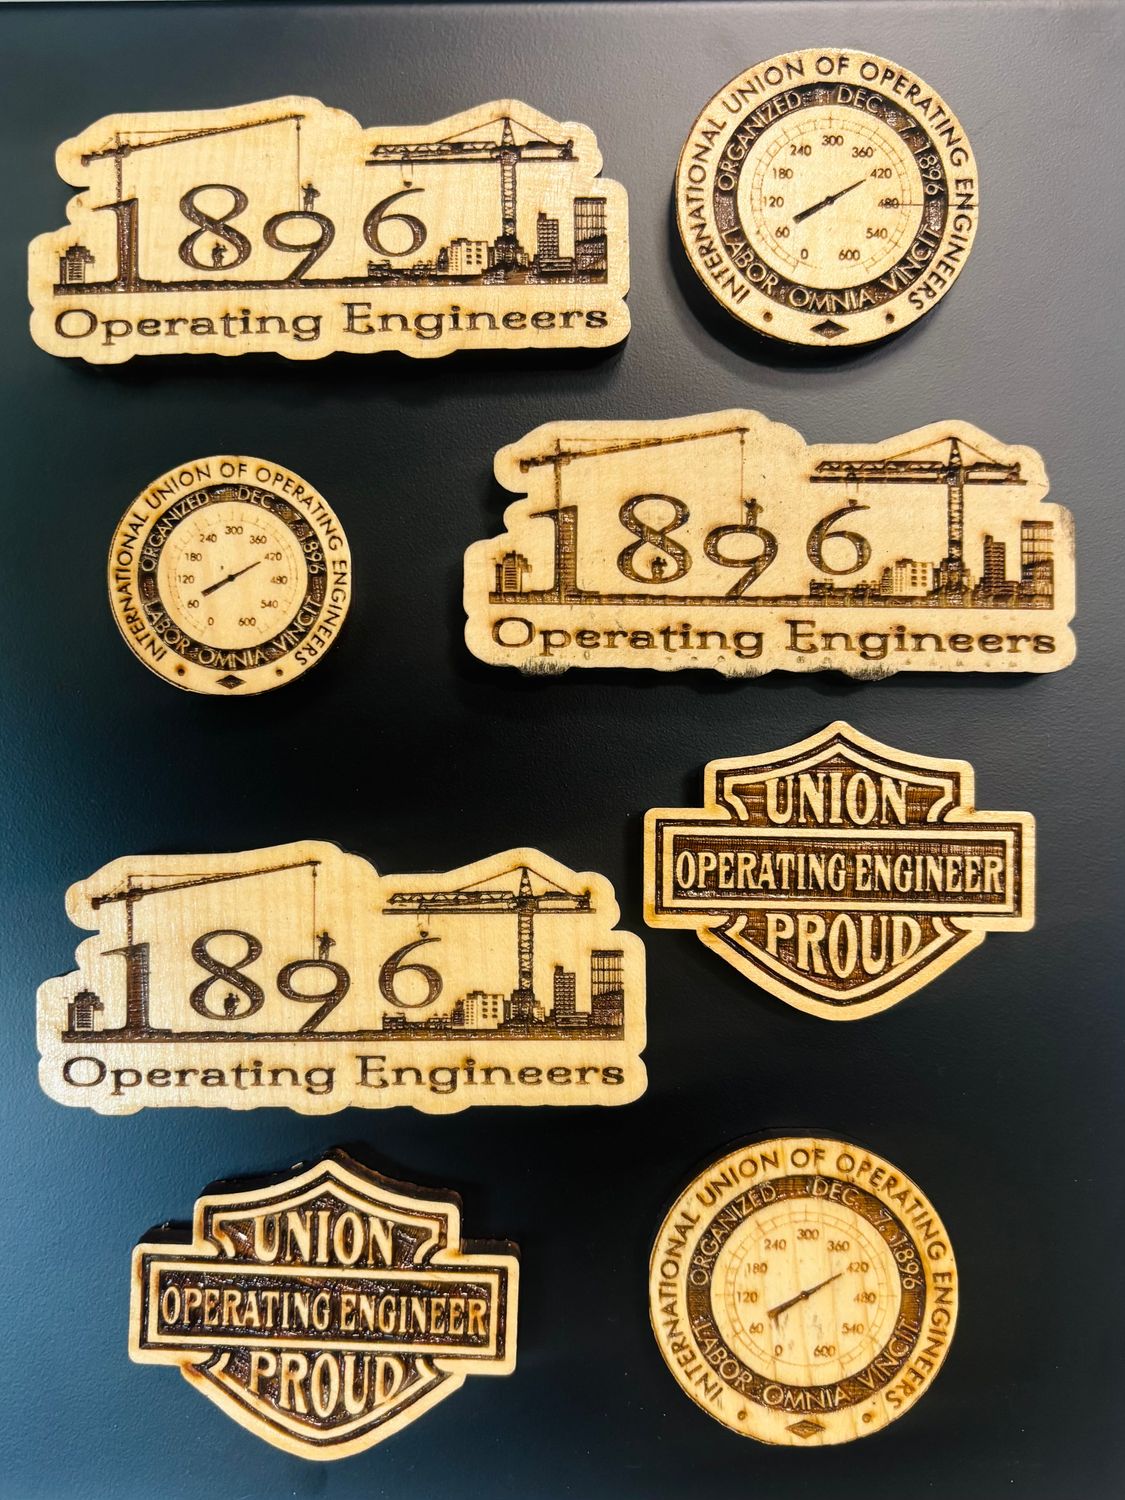 1896
Operating Engineers
INTERNATIONAL UNION OF OPERATING ENGINEERS
ORGANIZED DEC. 7, 1896
LABOR OMNIA VINCIT
0 60 120 180 240 300 360 420 480 540 600
INTERNATIONAL UNION OF OPERATING ENGINEERS
ORGANIZED DEC. 7, 1896
LABOR OMNIA VINCIT
0 60 120 180 240 300 360 420 480 540 600
1896
Operating Engineers
UNION
OPERATING ENGINEER
PROUD
1896
Operating Engineers
UNION
OPERATING ENGINEER
PROUD
INTERNATIONAL UNION OF OPERATING ENGINEERS
ORGANIZED DEC. 7, 1896
LABOR OMNIA VINCIT
0 60 120 180 240 300 360 420 480 540 600